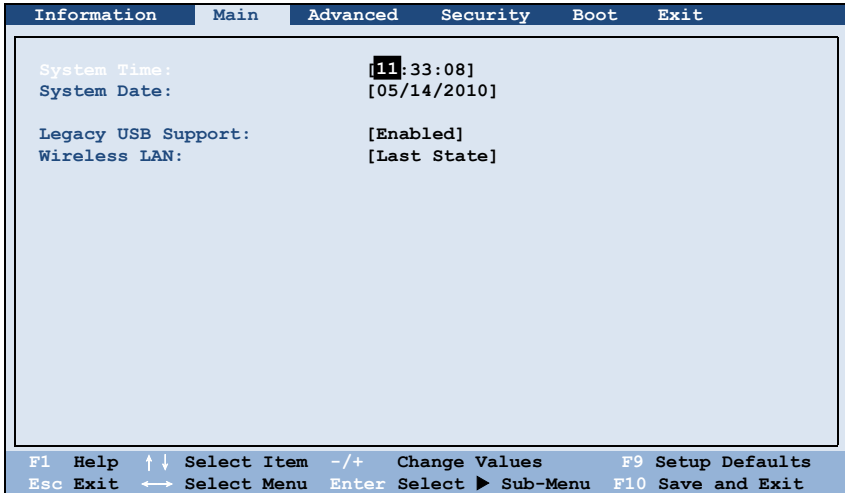 Information Main Advanced Security Boot Exit
System Time: [11:33:08]
System Date: [05/14/2010]
Legacy USB Support: [Enabled]
Wireless LAN: [Last State]
F1 Help ↑↓ Select Item -/+ Change Values F9 Setup Defaults
Esc Exit ←→ Select Menu Enter Select ▶ Sub-Menu F10 Save and Exit